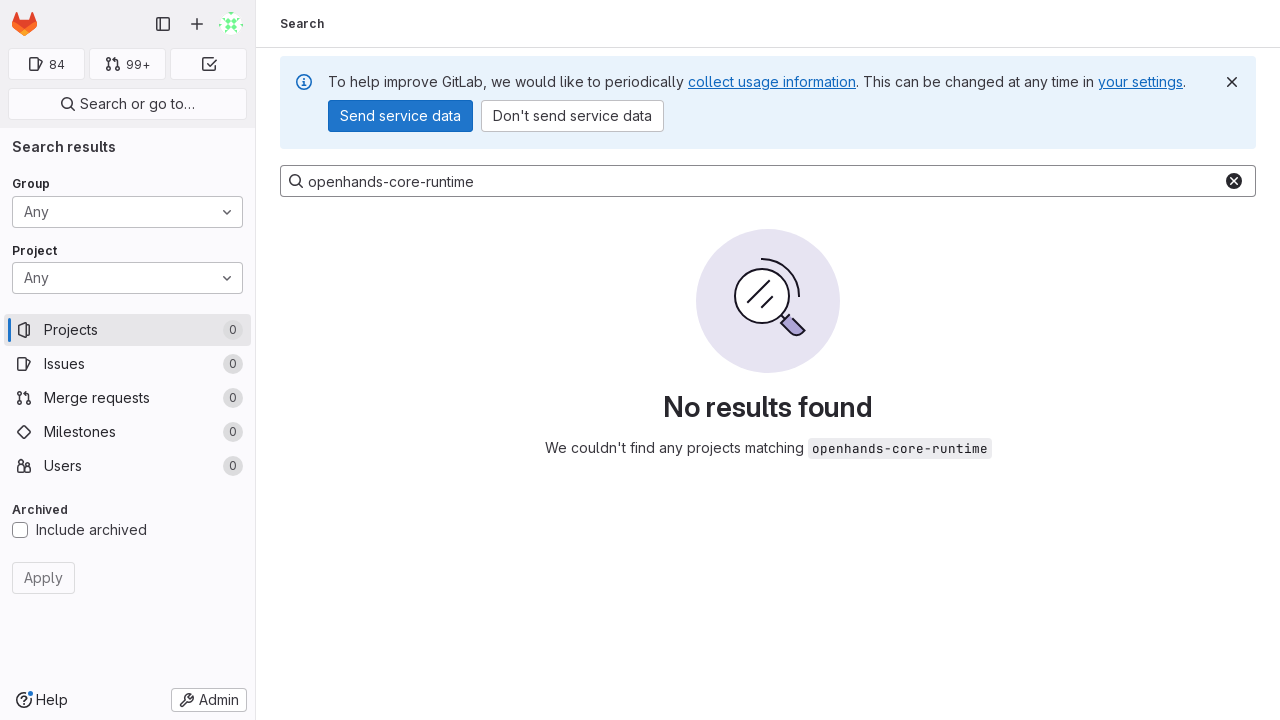 84
99+
Search or go to…
Search results
Group
Any
Project
Any
Projects 0
Issues 0
Merge requests 0
Milestones 0
Users 0
Archived
Include archived
Apply
Help
Admin
Search
To help improve GitLab, we would like to periodically collect usage information. This can be changed at any time in your settings.
Send service data
Don't send service data
openhands-core-runtime
No results found
We couldn't find any projects matching openhands-core-runtime